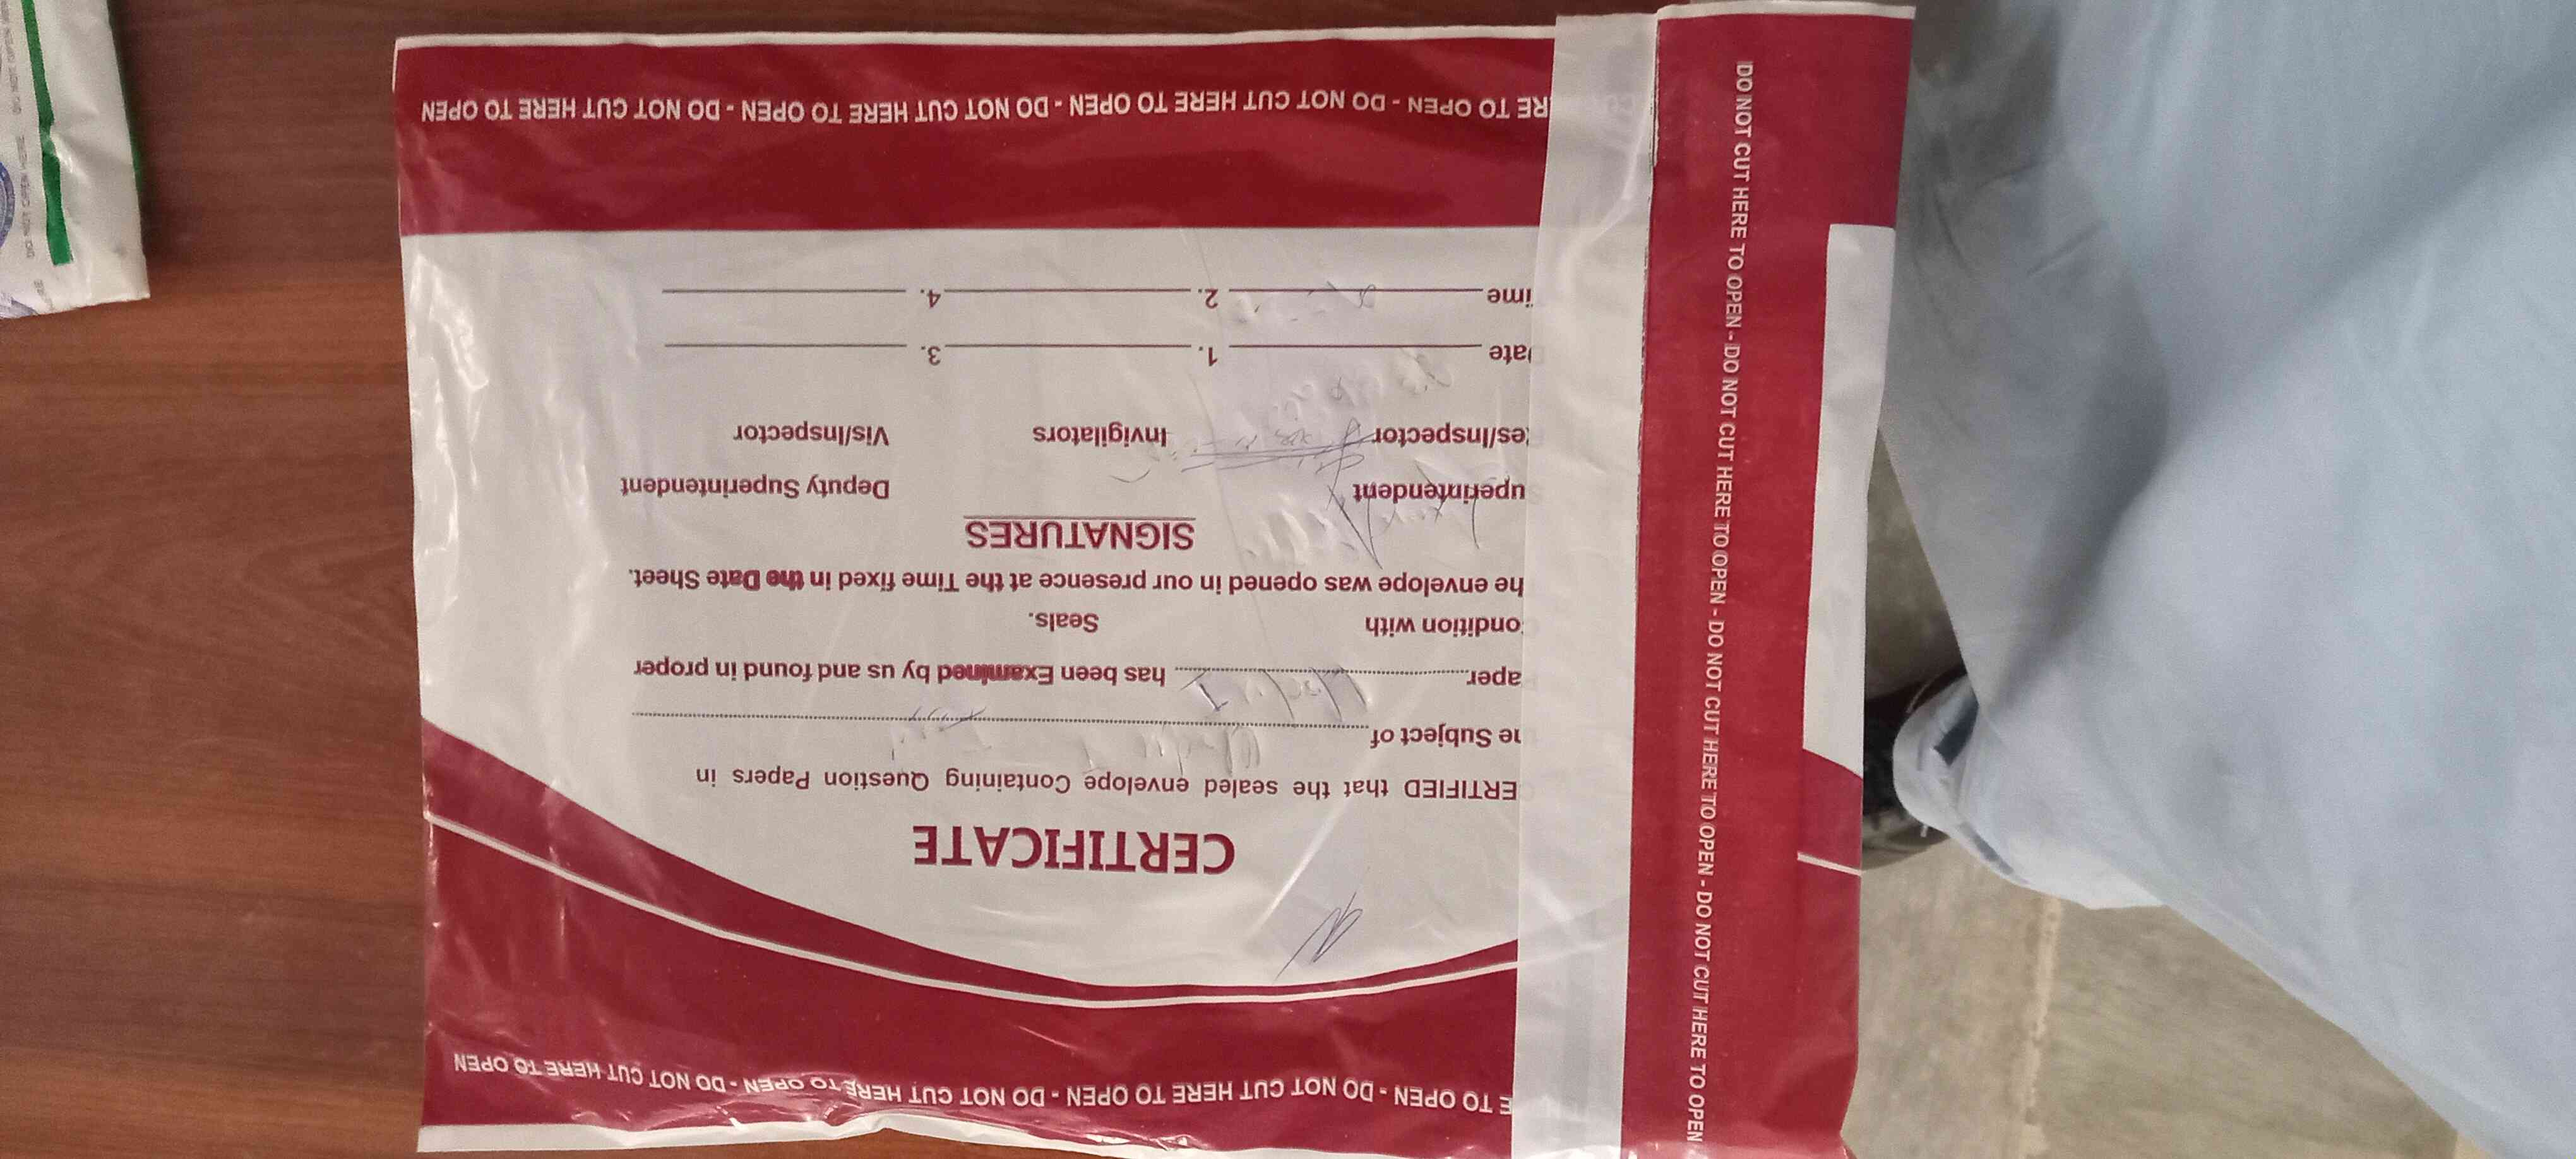 E TO OPEN - DO NOT CUT HERE TO OPEN - DO NOT CUT HERE TO OPEN - DO NOT CUT HERE TO OPEN
CERTIFICATE
ERTIFIED that the sealed envelope Containing Question Papers in
he Subject of
aper has been Examined by us and found in proper
ondition with Seals.
he envelope was opened in our presence at the Time fixed in the Date Sheet.
SIGNATURES
uperintendent Deputy Superintendent
es/Inspector Invigilators Vis/Inspector
Date 1. 3.
ime 2. 4.
RE TO OPEN - DO NOT CUT HERE TO OPEN - DO NOT CUT HERE TO OPEN - DO NOT CUT HERE TO OPEN
DO NOT CUT HERE TO OPEN - DO NOT CUT HERE TO OPEN - DO NOT CUT HERE TO OPEN - DO NOT CUT HERE TO OPEN